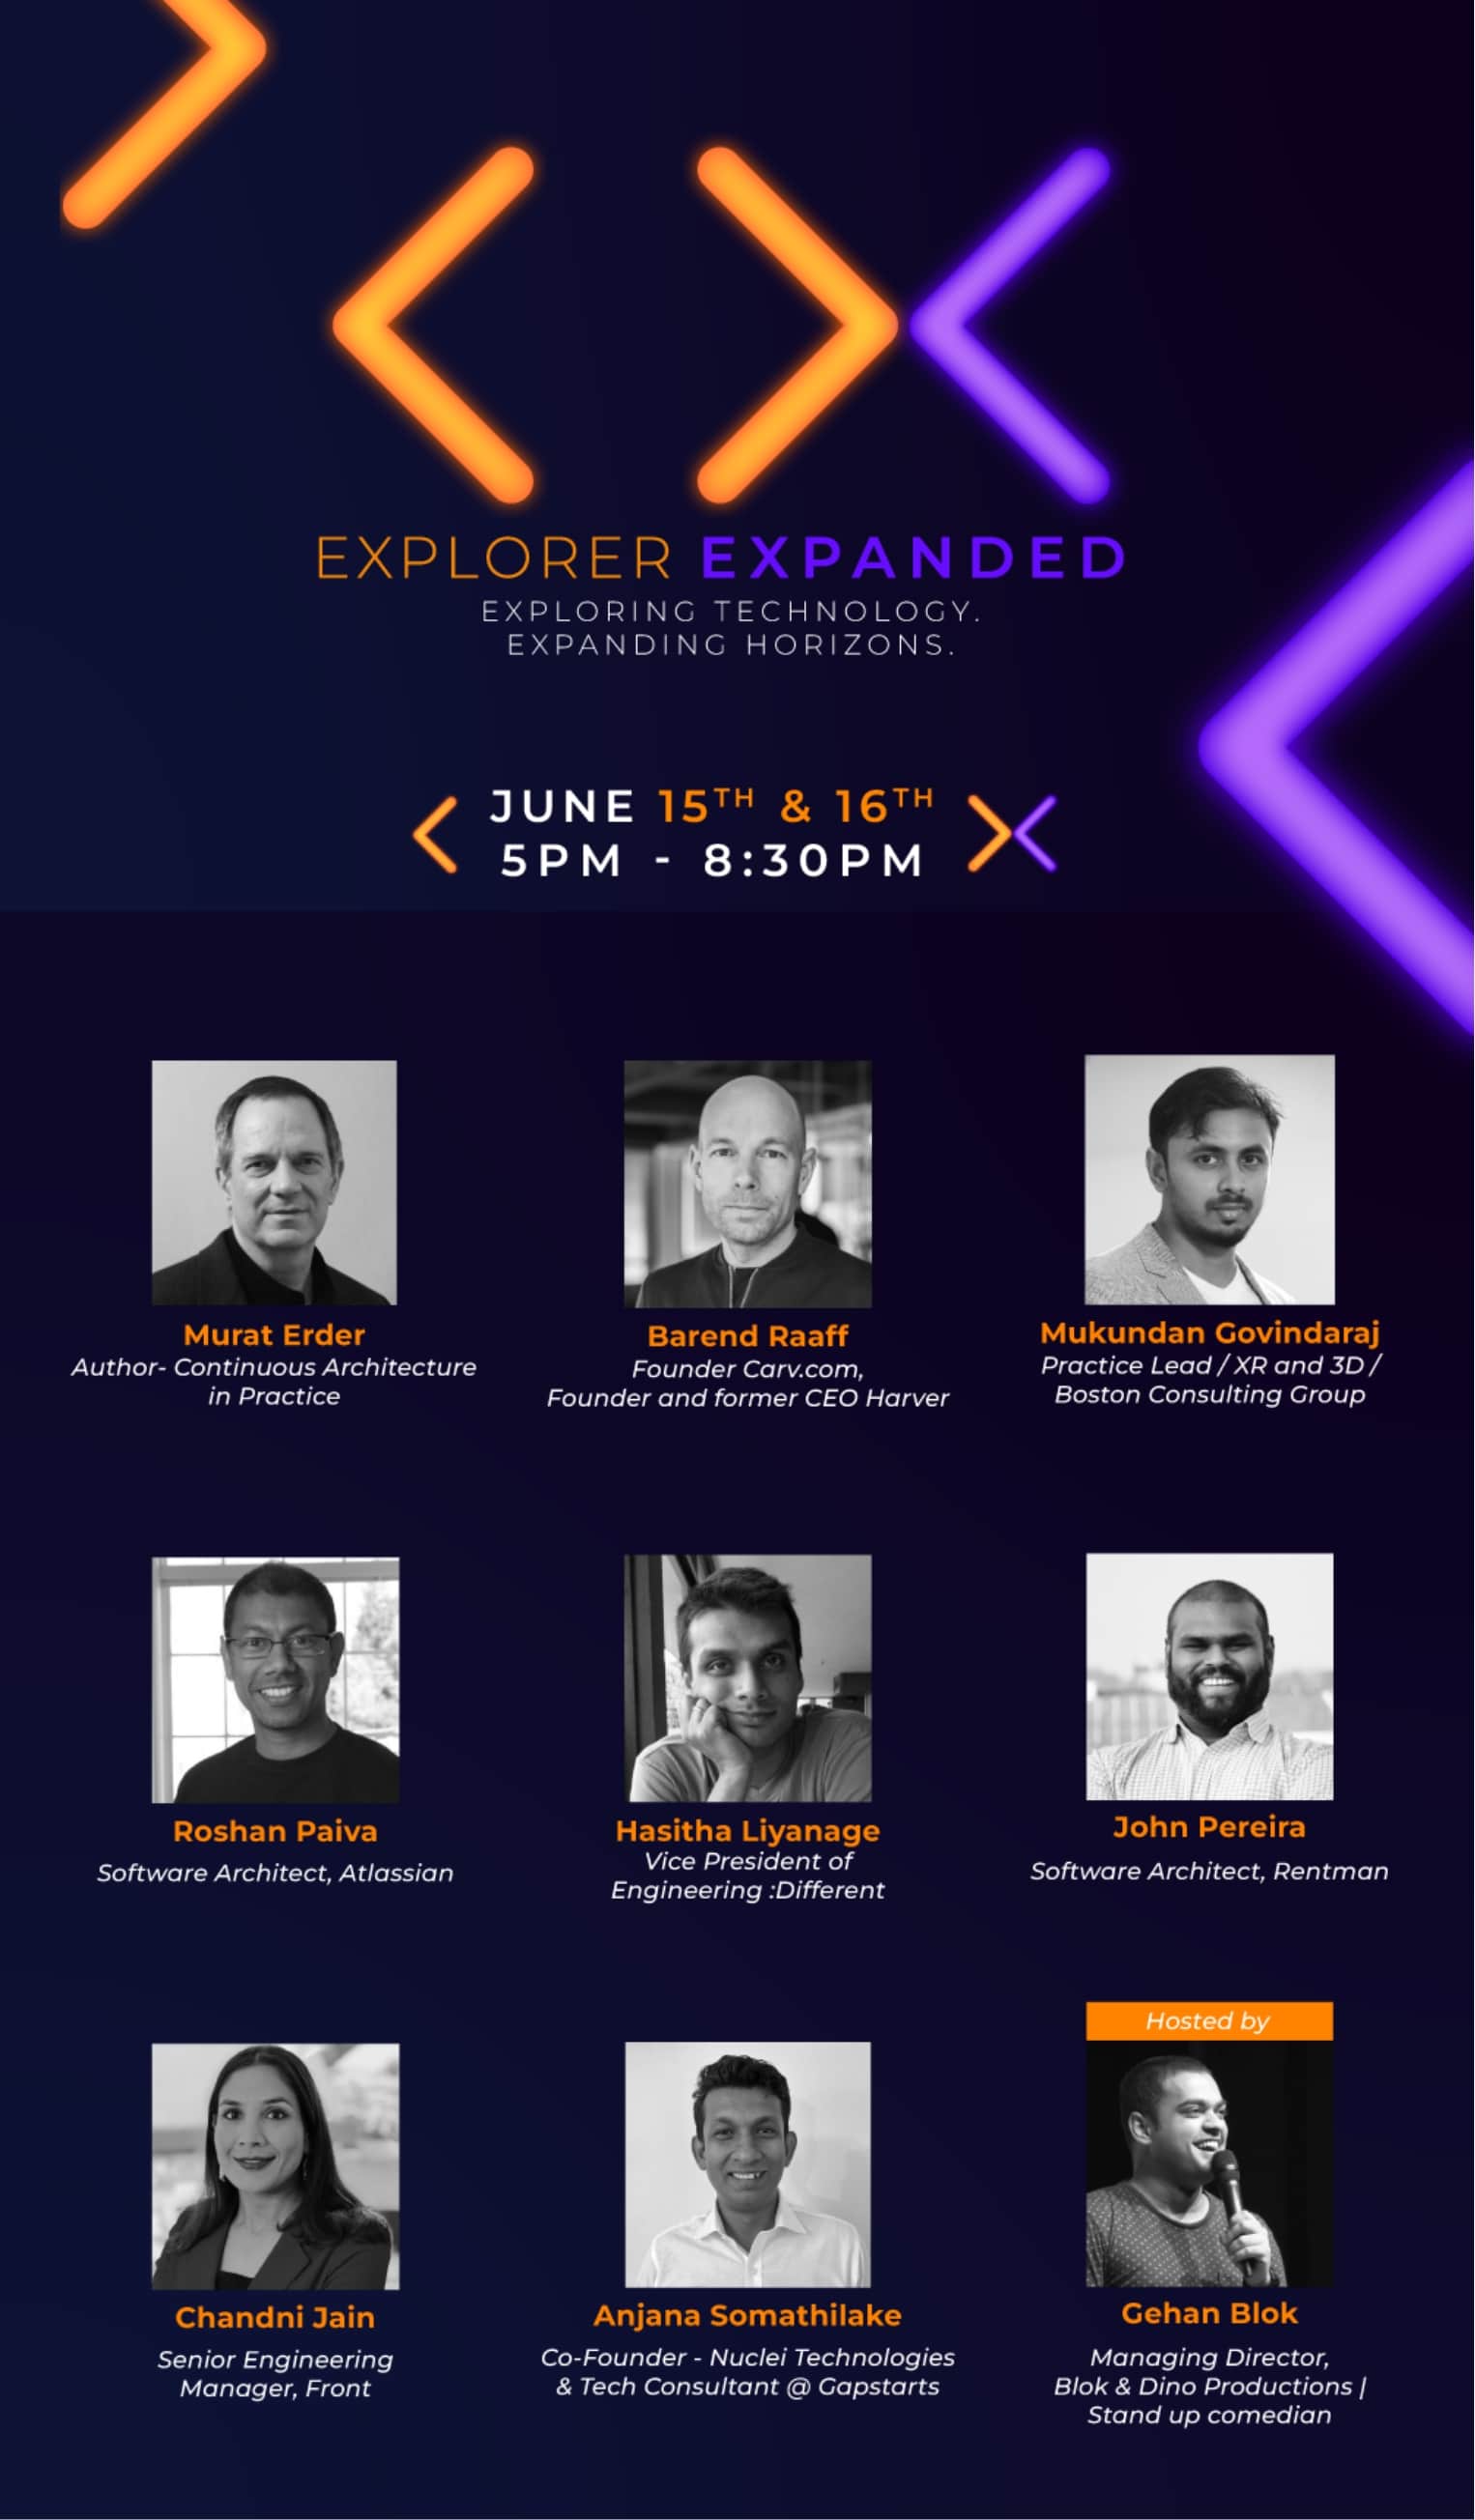 EXPLORER EXPANDED
EXPLORING TECHNOLOGY.
EXPANDING HORIZONS.
JUNE 15TH & 16TH
5PM - 8:30PM
Murat Erder
Author- Continuous Architecture
in Practice
Barend Raaff
Founder Carv.com,
Founder and former CEO Harver
Mukundan Govindaraj
Practice Lead / XR and 3D /
Boston Consulting Group
Roshan Paiva
Software Architect, Atlassian
Hasitha Liyanage
Vice President of
Engineering :Different
John Pereira
Software Architect, Rentman
Chandni Jain
Senior Engineering
Manager, Front
Anjana Somathilake
Co-Founder - Nuclei Technologies
& Tech Consultant @ Gapstarts
Hosted by
Gehan Blok
Managing Director,
Blok & Dino Productions |
Stand up comedian